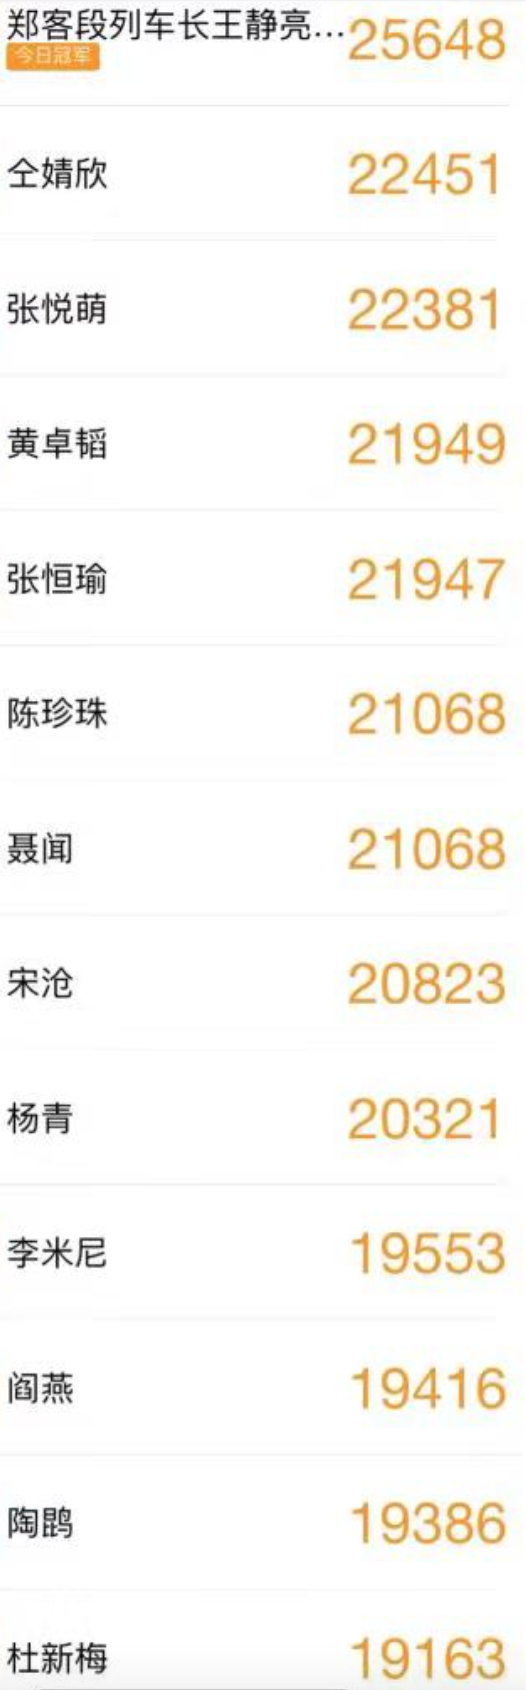 郑客段列车长王静亮...25648
今日冠军
仝婧欣 22451
张悦萌 22381
黄卓韬 21949
张恒瑜 21947
陈珍珠 21068
聂闻 21068
宋沧 20823
杨青 20321
李米尼 19553
阎燕 19416
陶鹍 19386
杜新梅 19163